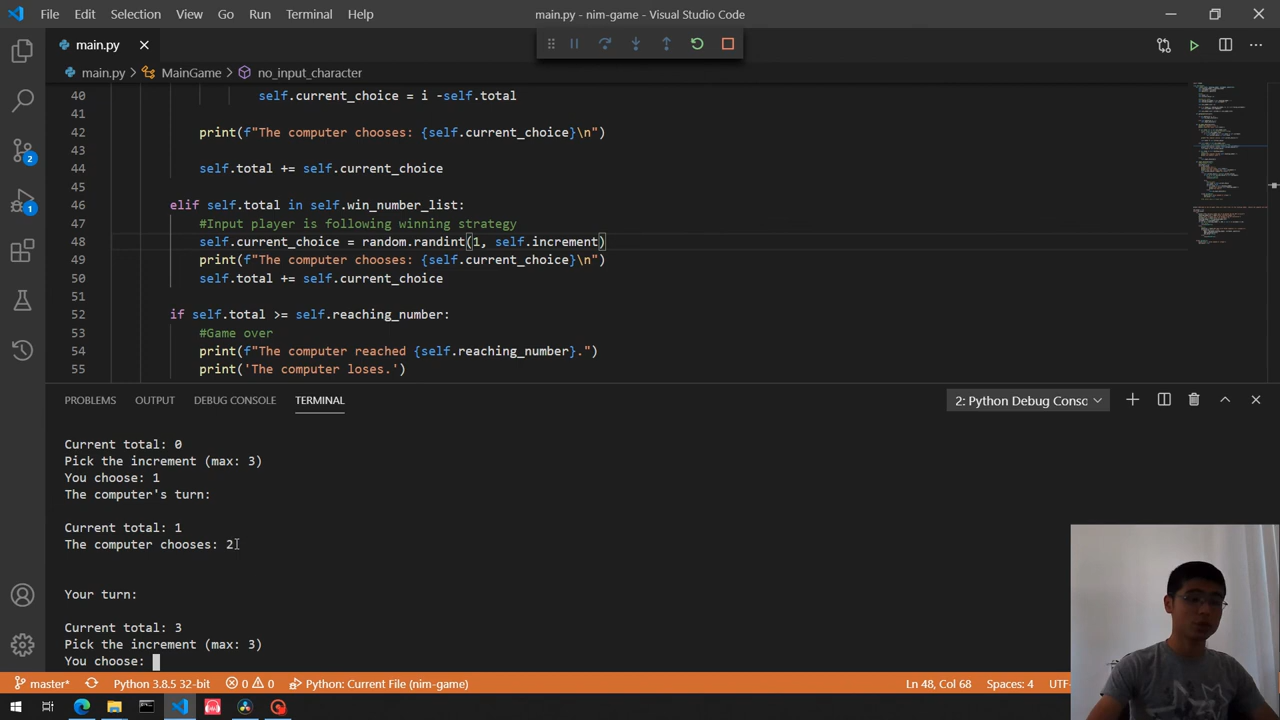 File Edit Selection View Go Run Terminal Help main.py - nim-game - Visual Studio Code
main.py
main.py > MainGame > no_input_character
40 self.current_choice = i -self.total
41
42 print(f"The computer chooses: {self.current_choice}\n")
43
44 self.total += self.current_choice
45
46 elif self.total in self.win_number_list:
47 #Input player is following winning strategy
48 self.current_choice = random.randint(1, self.increment)
49 print(f"The computer chooses: {self.current_choice}\n")
50 self.total += self.current_choice
51
52 if self.total >= self.reaching_number:
53 #Game over
54 print(f"The computer reached {self.reaching_number}.")
55 print('The computer loses.')
2
1
PROBLEMS OUTPUT DEBUG CONSOLE TERMINAL 2: Python Debug Consc
Current total: 0
Pick the increment (max: 3)
You choose: 1
The computer's turn:
Current total: 1
The computer chooses: 2
Your turn:
Current total: 3
Pick the increment (max: 3)
You choose:
master* Python 3.8.5 32-bit 0 0 Python: Current File (nim-game) Ln 48, Col 68 Spaces: 4 UTF-